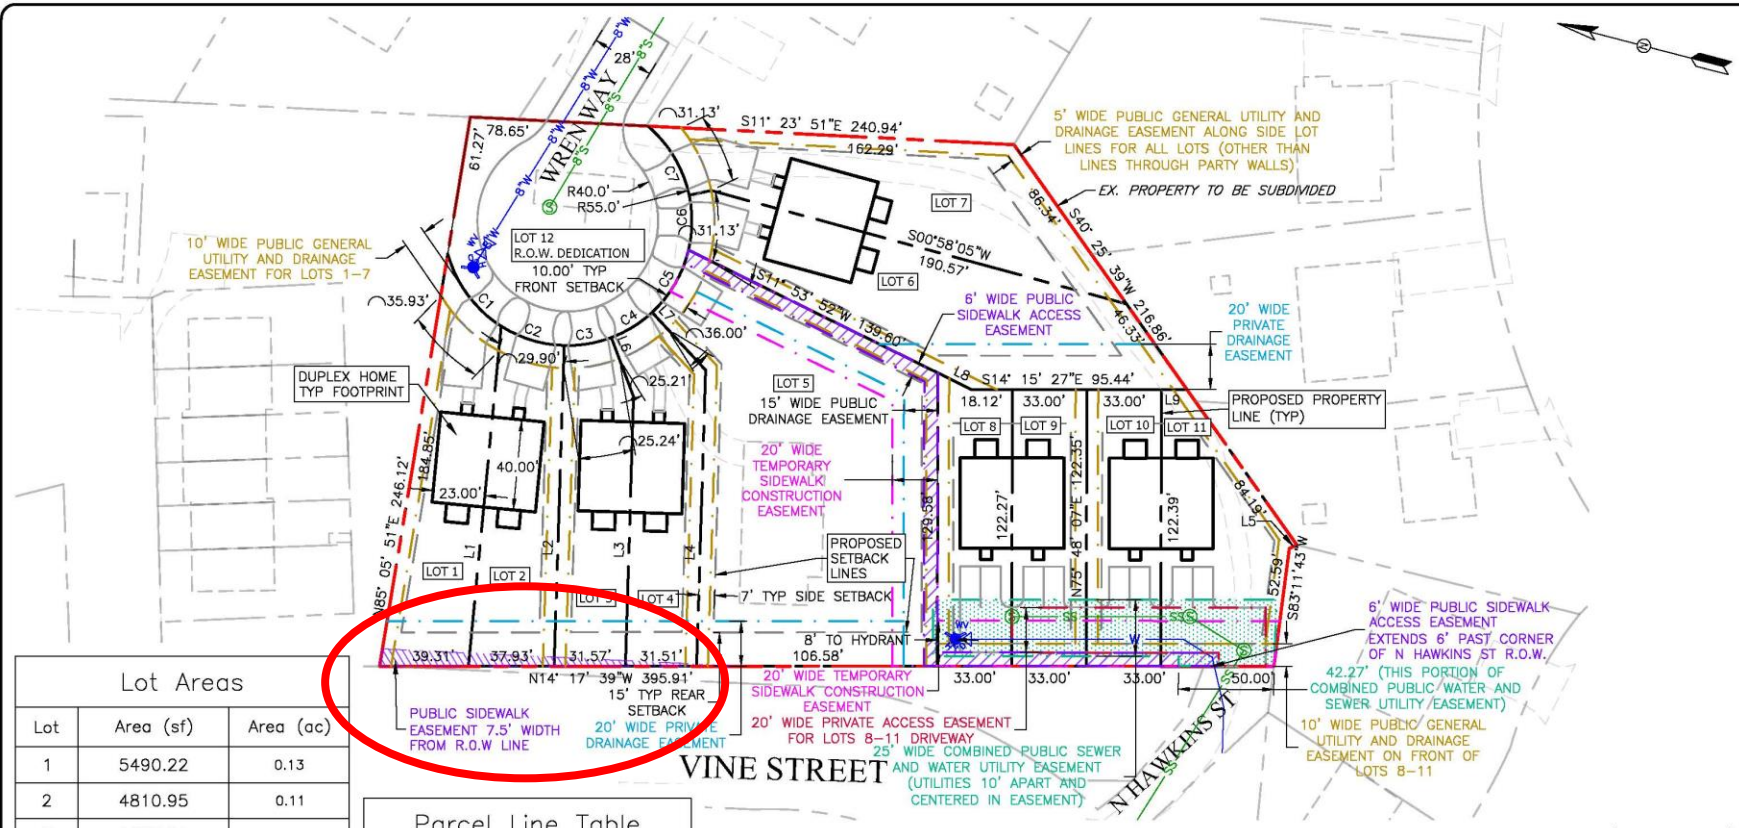 28'
8"W
8"S
WREN WAY
78.65'
61.27'
31.13'
S11° 23' 51"E 240.94'
162.29'
5' WIDE PUBLIC GENERAL UTILITY AND
DRAINAGE EASEMENT ALONG SIDE LOT
LINES FOR ALL LOTS (OTHER THAN
LINES THROUGH PARTY WALLS)
EX. PROPERTY TO BE SUBDIVIDED
N
R40.0'
R55.0'
C7
C6
31.13'
LOT 7
86.34'
S40° 25' 39"W 216.86'
S00°58'05"W
190.57'
LOT 6
46.33'
10' WIDE PUBLIC GENERAL
UTILITY AND DRAINAGE
EASEMENT FOR LOTS 1-7
WV
LOT 12
R.O.W. DEDICATION
10.00' TYP
FRONT SETBACK
C5
C1
C2
C3
C4
L7
L6
S11° 53' 52"W 139.60'
6' WIDE PUBLIC
SIDEWALK ACCESS
EASEMENT
20' WIDE
PRIVATE
DRAINAGE
EASEMENT
35.93'
36.00'
29.90'
25.21'
25.24'
DUPLEX HOME
TYP FOOTPRINT
LOT 5
15' WIDE PUBLIC
DRAINAGE EASEMENT
L8
S14° 15' 27"E 95.44'
18.12'
33.00'
33.00'
L9
PROPOSED PROPERTY
LINE (TYP)
LOT 8
LOT 9
LOT 10
LOT 11
20' WIDE
TEMPORARY
SIDEWALK
CONSTRUCTION
EASEMENT
40.00'
23.00'
184.85'
N85° 05' 51"E 246.12'
129.58'
122.27'
N75° 48' 07"E 122.35'
122.39'
84.19'
L5
L1
L2
L3
L4
PROPOSED
SETBACK
LINES
LOT 1
LOT 2
LOT 3
LOT 4
7' TYP SIDE SETBACK
52.59'
S83°11'43"W
8' TO HYDRANT
WV
SS
W
6' WIDE PUBLIC SIDEWALK
ACCESS EASEMENT
EXTENDS 6' PAST CORNER
OF N HAWKINS ST R.O.W.
39.31'
37.93'
31.57'
31.51'
106.58'
N14° 17' 39"W 395.91'
15' TYP REAR
SETBACK
33.00'
33.00'
33.00'
50.00'
PUBLIC SIDEWALK
EASEMENT 7.5' WIDTH
FROM R.O.W LINE
20' WIDE PRIVATE
DRAINAGE EASEMENT
20' WIDE TEMPORARY
SIDEWALK CONSTRUCTION
EASEMENT
20' WIDE PRIVATE ACCESS EASEMENT
FOR LOTS 8-11 DRIVEWAY
25' WIDE COMBINED PUBLIC SEWER
AND WATER UTILITY EASEMENT
(UTILITIES 10' APART AND
CENTERED IN EASEMENT)
42.27' (THIS PORTION OF
COMBINED PUBLIC WATER AND
SEWER UTILITY EASEMENT)
10' WIDE PUBLIC GENERAL
UTILITY AND DRAINAGE
EASEMENT ON FRONT OF
LOTS 8-11
VINE STREET
N HAWKINS ST
Lot Areas
Lot Area (sf) Area (ac)
1 5490.22 0.13
2 4810.95 0.11
Parcel Line Table